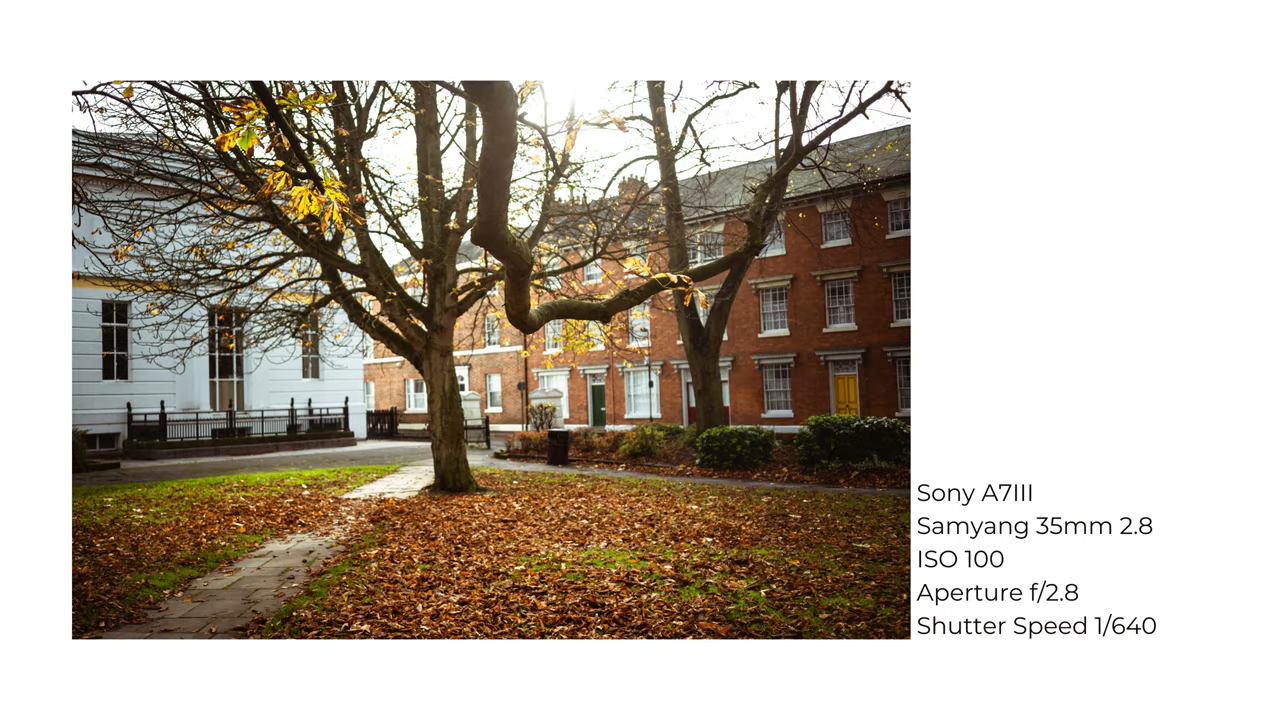 Sony A7III
Samyang 35mm 2.8
ISO 100
Aperture f/2.8
Shutter Speed 1/640